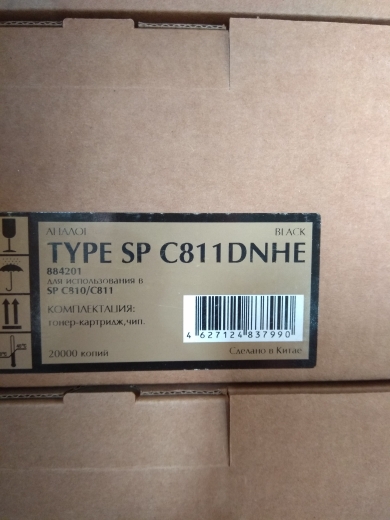 АНАЛОГ BLACK
TYPE SP C811DNHE
884201
для использования в
SP C810/C811
КОМПЛЕКТАЦИЯ:
тонер-картридж,чип.
4 627124 837990
20000 копий Сделано в Китае